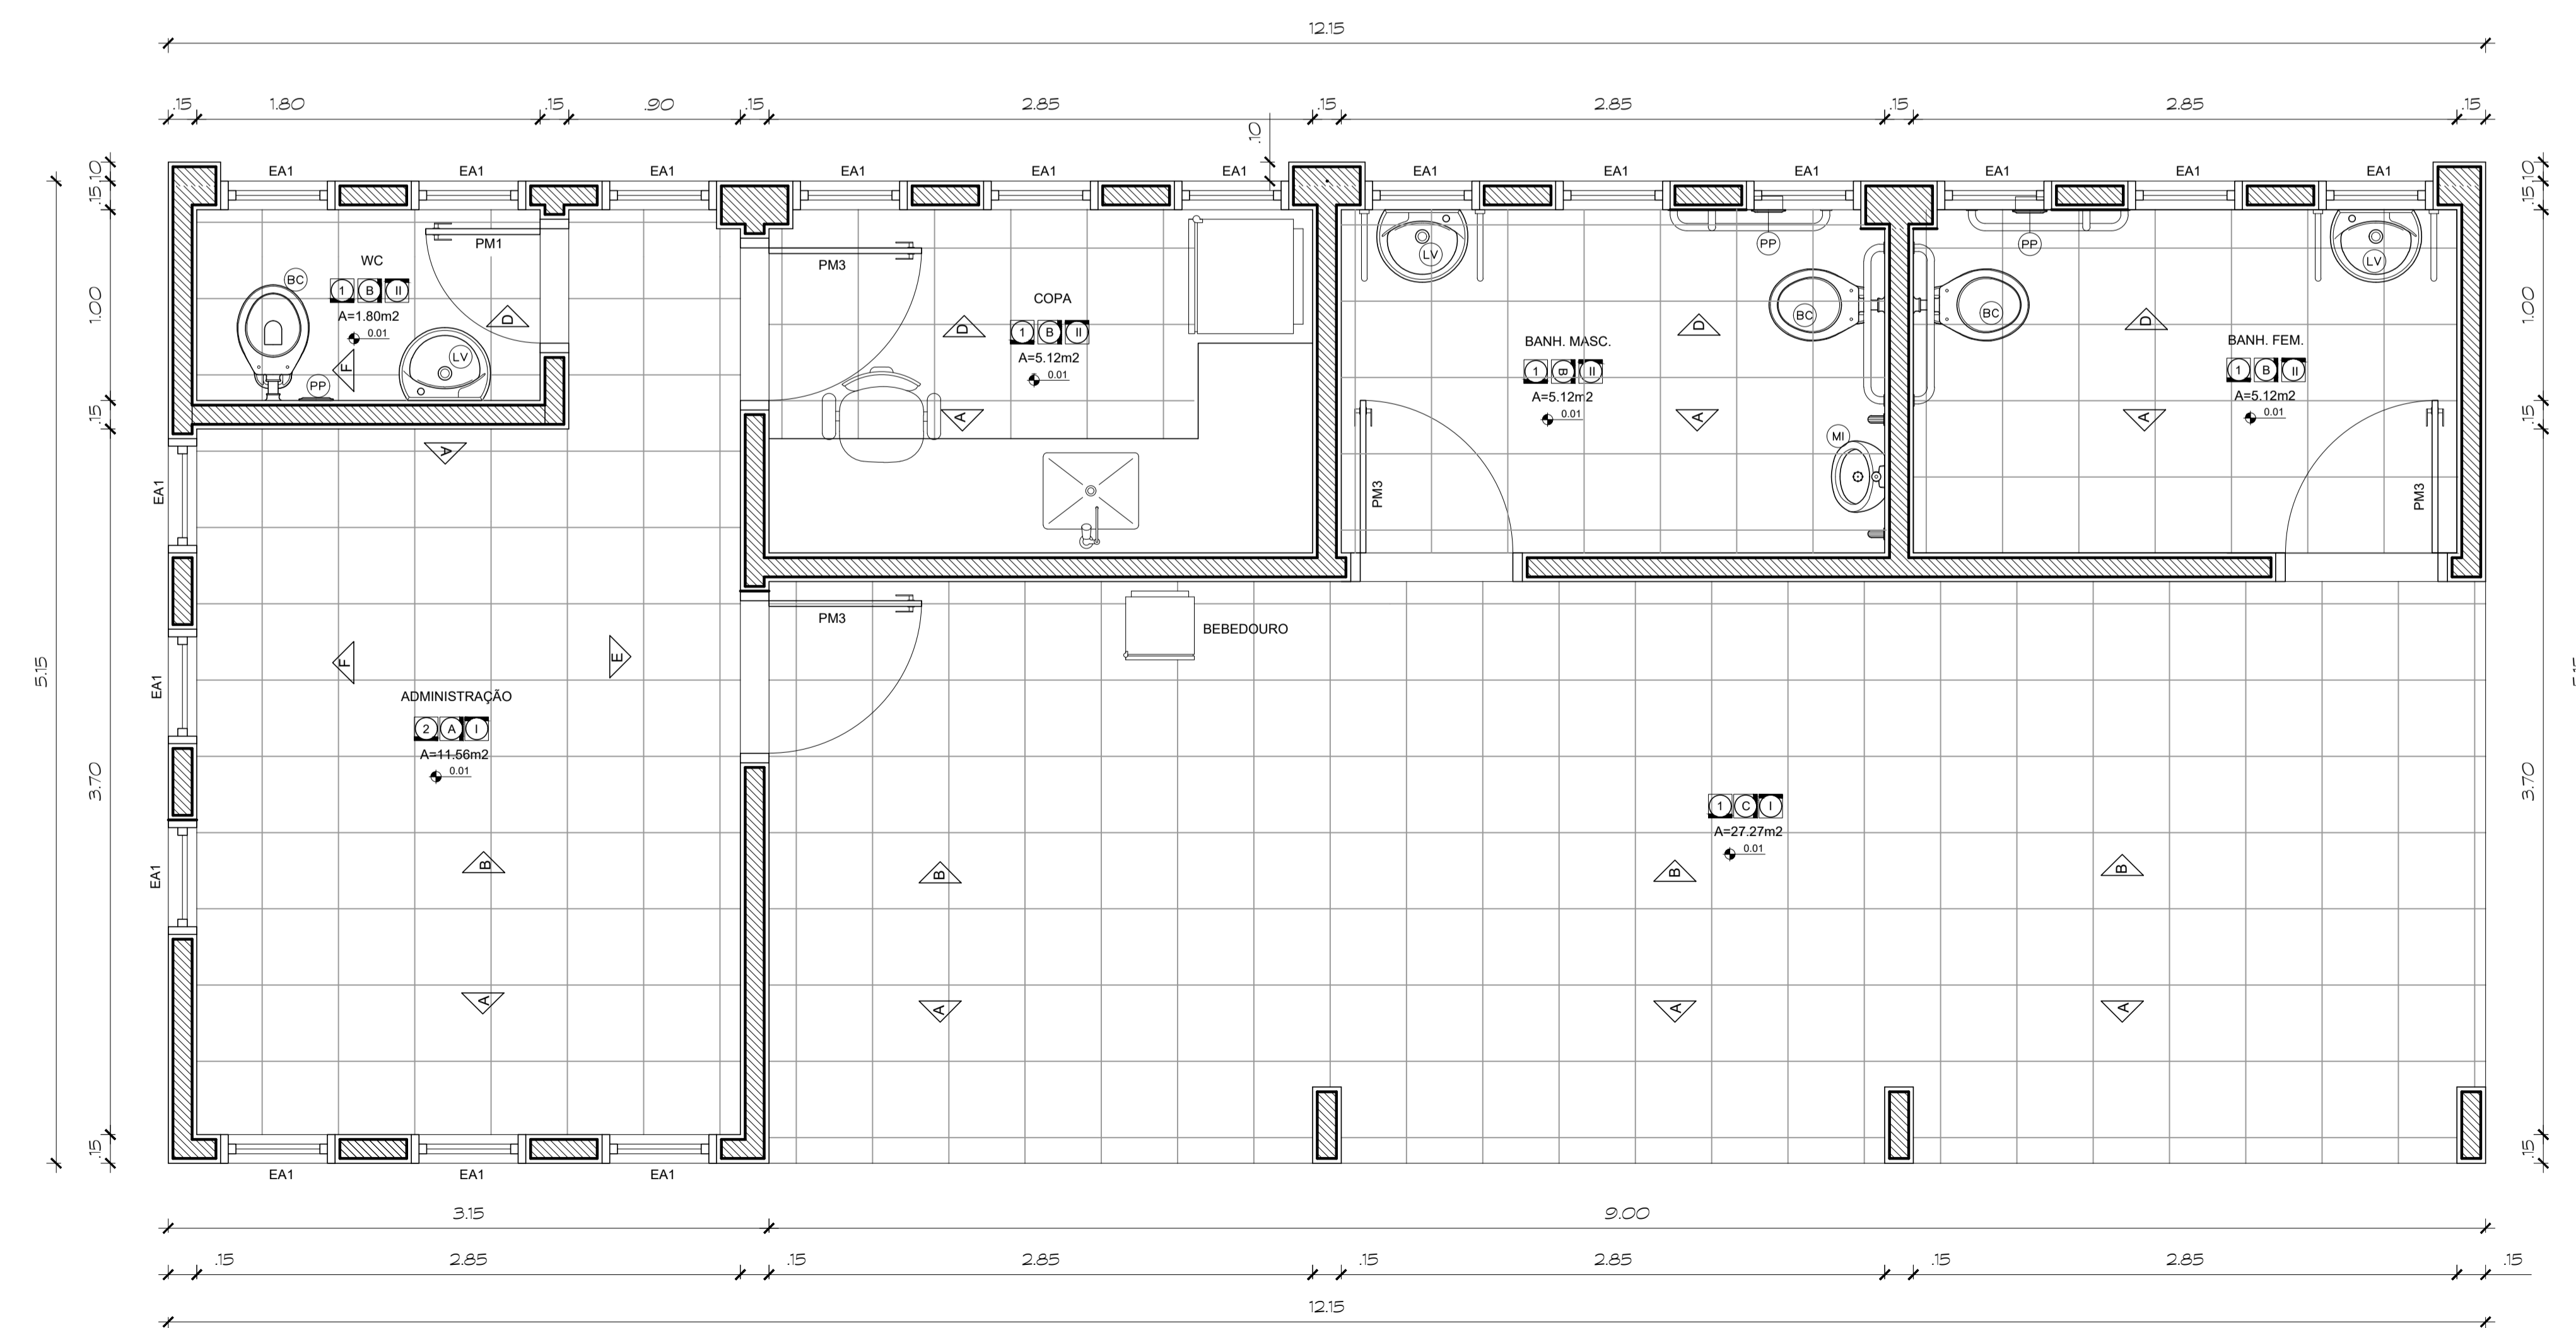 12.15
.15 1.80 .15 .90 .15 2.85 .15 2.85 .15 2.85 .15
.10
EA1 EA1 EA1 EA1 EA1 EA1 EA1 EA1 EA1 EA1 EA1 EA1
.10
.15
1.00
.15
3.70
.15
5.15
PM1
WC
BC
1 B II
A=1.80m2
0.01
D
F
LV
PP
PM3
COPA
1 B II
A=5.12m2
0.01
D
A
LV
PP
BANH. MASC.
1 B II
A=5.12m2
0.01
D
A
BC
MI
PM3
PP
LV
BC
BANH. FEM.
1 B II
A=5.12m2
0.01
D
A
PM3
.10
.15
1.00
.15
3.70
.15
5.15
A
EA1
EA1
EA1
F
E
ADMINISTRAÇÃO
2 A I
A=11.56m2
0.01
B
A
PM3
BEBEDOURO
1 C I
A=27.27m2
0.01
B B B
A A A
EA1 EA1 EA1
3.15 9.00
.15 2.85 .15 2.85 .15 2.85 .15 2.85 .15
12.15